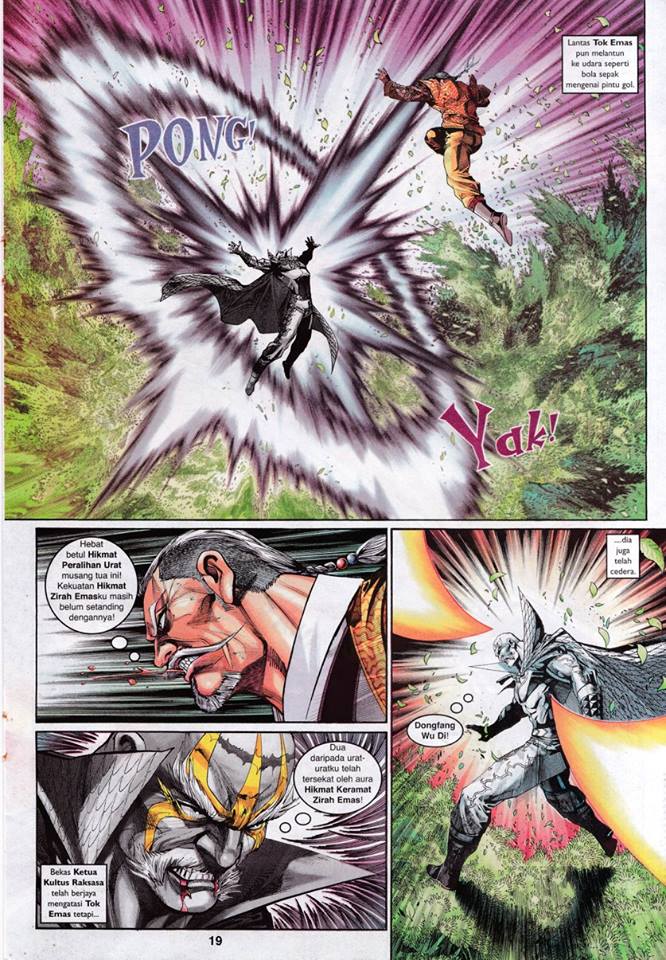 Lantas Tok Emas
pun melantun
ke udara seperti
bola sepak
mengenai pintu gol.
PONG!
Yak!
Hebat
betul Hikmat
Peralihan Urat
musang tua ini!
Kekuatan Hikmat
Zirah Emasku masih
belum setanding
dengannya!
Dua
daripada urat-
uratku telah
tersekat oleh aura
Hikmat Keramat
Zirah Emas!
Bekas Ketua
Kultus Raksasa
telah berjaya
mengatasi Tok
Emas tetapi...
....dia
juga
telah
cedera.
Dongfang
Wu Di!
19